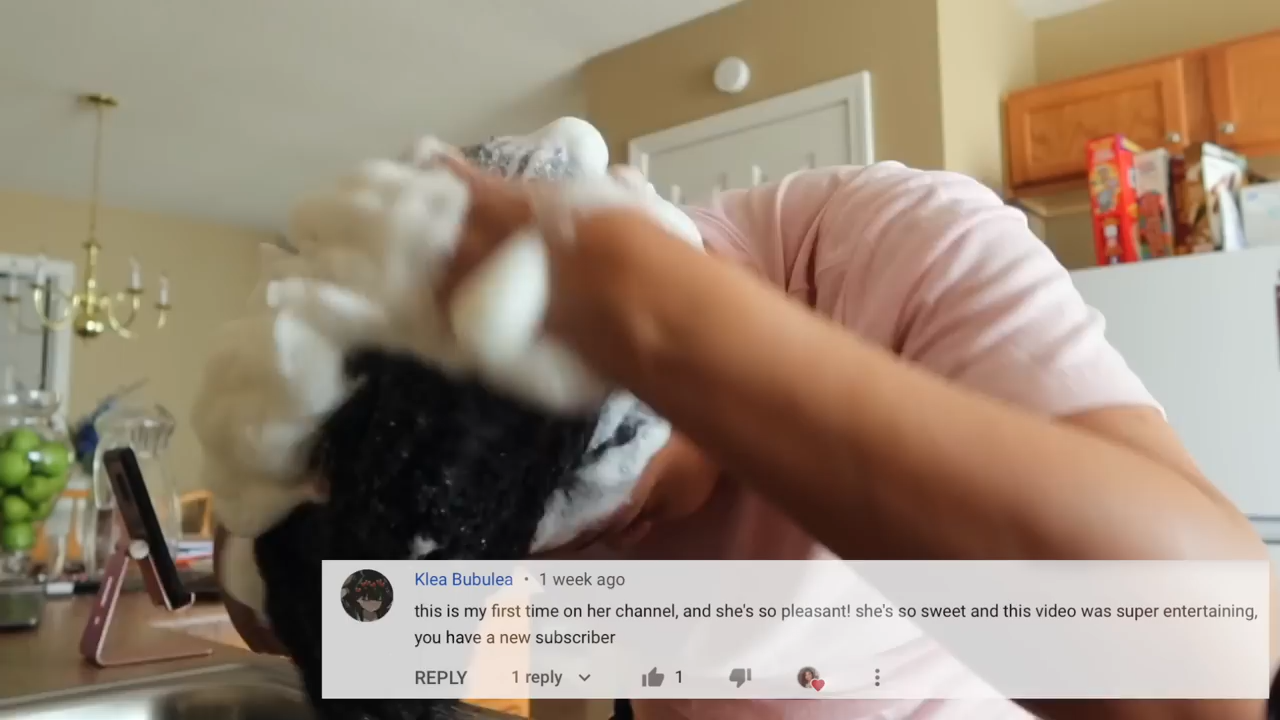 Klea Bubulea • 1 week ago
this is my first time on her channel, and she's so pleasant! she's so sweet and this video was super entertaining,
you have a new subscriber
REPLY 1 reply 1